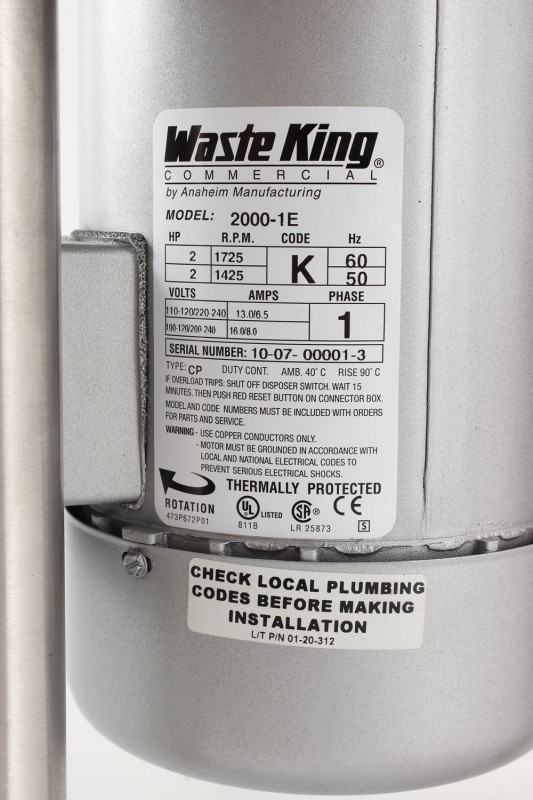 Waste King®
COMMERCIAL
by Anaheim Manufacturing
MODEL: 2000-1E
HP R.P.M. CODE Hz
2 1725 K 60
2 1425 50
VOLTS AMPS PHASE
110-120/220-240 13.0/6.5 1
100-120/200-240 16.0/8.0
SERIAL NUMBER: 10-07- 00001-3
TYPE: CP DUTY CONT. AMB. 40°C RISE 90°C
IF OVERLOAD TRIPS: SHUT OFF DISPOSER SWITCH. WAIT 15
MINUTES. THEN PUSH RED RESET BUTTON ON CONNECTOR BOX.
MODEL AND CODE NUMBERS MUST BE INCLUDED WITH ORDERS
FOR PARTS AND SERVICE.
WARNING - USE COPPER CONDUCTORS ONLY.
- MOTOR MUST BE GROUNDED IN ACCORDANCE WITH
LOCAL AND NATIONAL ELECTRICAL CODES TO
PREVENT SERIOUS ELECTRICAL SHOCKS.
THERMALLY PROTECTED
ROTATION UL LISTED SA® CE
473P672P01 811B LR 25873 S
CHECK LOCAL PLUMBING
CODES BEFORE MAKING
INSTALLATION
L/T P/N 01-20-312